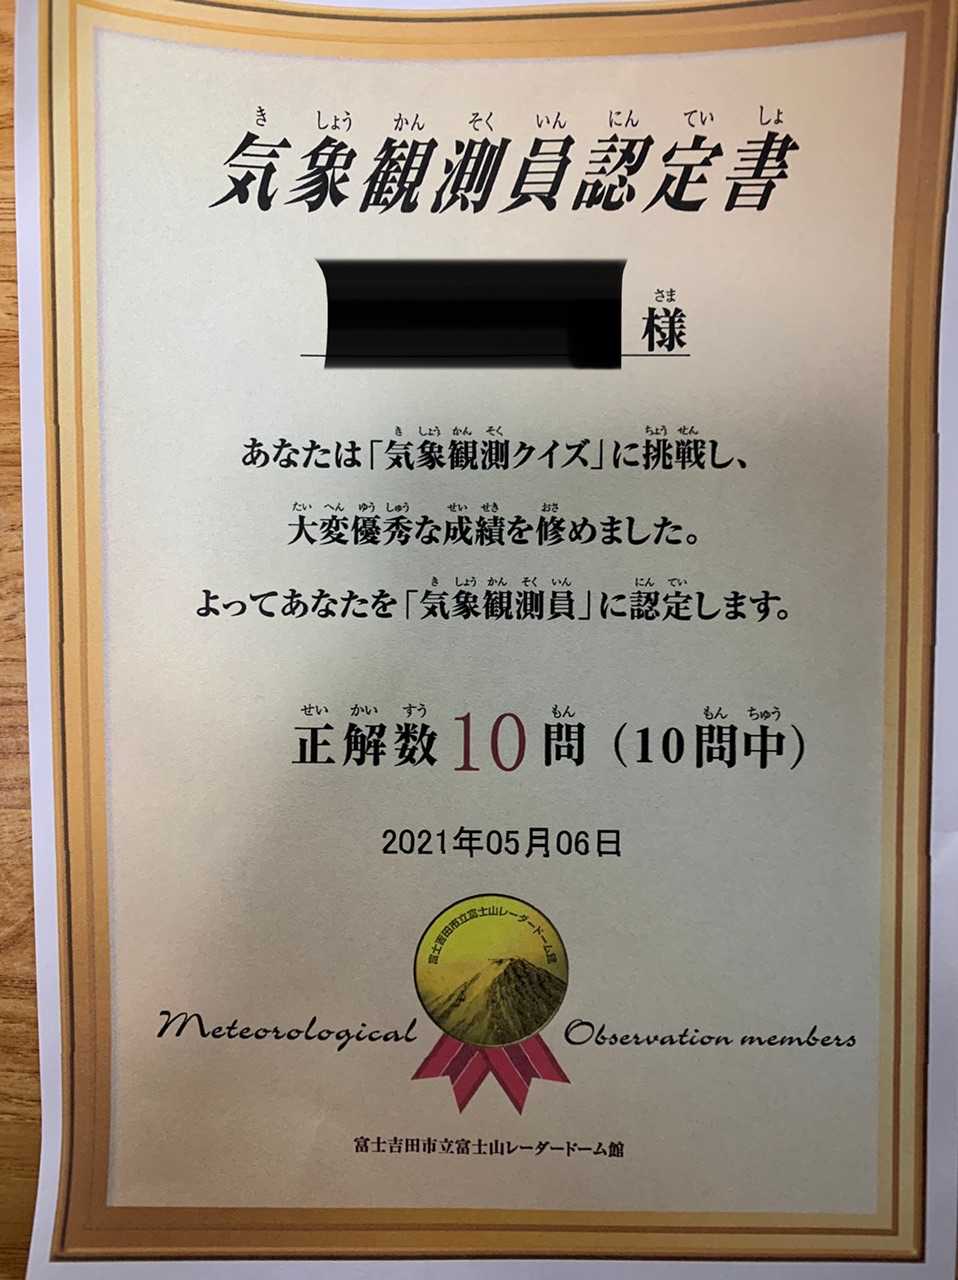 き しょう かん そく いん にん てい しょ
気象観測員認定書
さま
様
き しょう かん そく ちょう せん
あなたは「気象観測クイズ」に挑戦し、
たい へん ゆう しゅう せい せき おさ
大変優秀な成績を修めました。
き しょう かん そく いん にん てい
よってあなたを「気象観測員」に認定します。
せい かい すう もん もん ちゅう
正解数10問(10問中)
2021年05月06日
富士吉田市立富士山レーダードーム館
Meteorological Observation members
富士吉田市立富士山レーダードーム館